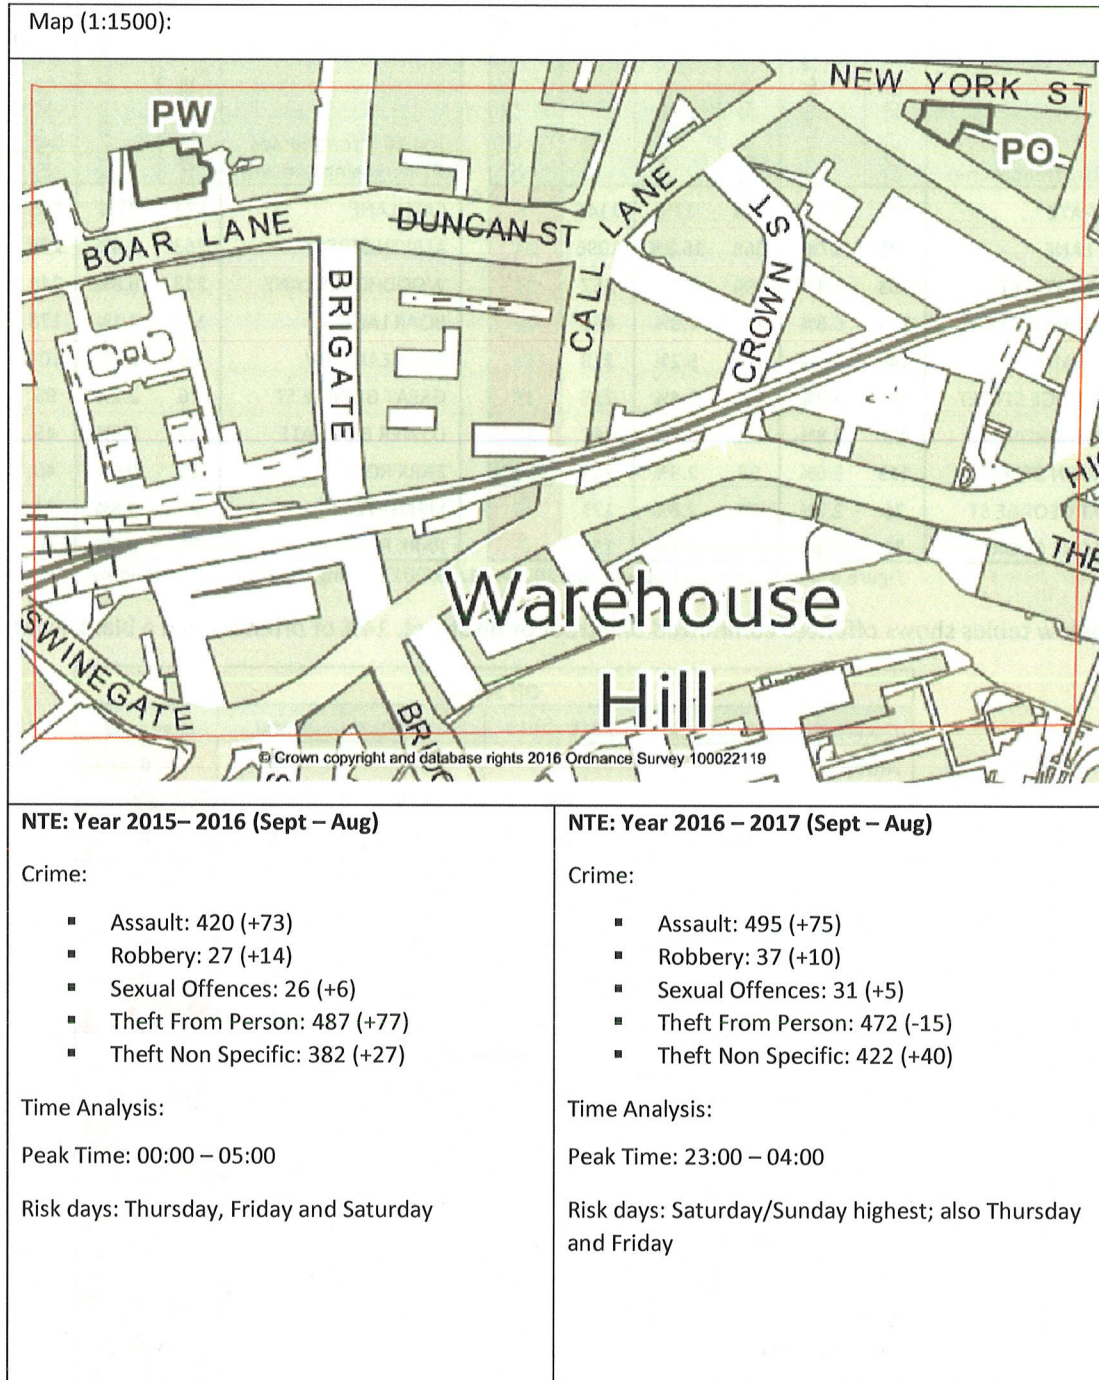 Map (1:1500):
NEW YORK ST
PW
PO
BOAR LANE
DUNCAN ST
CALL LANE
CROWN ST
BRIGATE
HI
THE
Warehouse
Hill
SWINEGATE
BRIDG
© Crown copyright and database rights 2016 Ordnance Survey 100022119
NTE: Year 2015– 2016 (Sept – Aug)
Crime:
▪ Assault: 420 (+73)
▪ Robbery: 27 (+14)
▪ Sexual Offences: 26 (+6)
▪ Theft From Person: 487 (+77)
▪ Theft Non Specific: 382 (+27)
Time Analysis:
Peak Time: 00:00 – 05:00
Risk days: Thursday, Friday and Saturday
NTE: Year 2016 – 2017 (Sept – Aug)
Crime:
▪ Assault: 495 (+75)
▪ Robbery: 37 (+10)
▪ Sexual Offences: 31 (+5)
▪ Theft From Person: 472 (-15)
▪ Theft Non Specific: 422 (+40)
Time Analysis:
Peak Time: 23:00 – 04:00
Risk days: Saturday/Sunday highest; also Thursday
and Friday